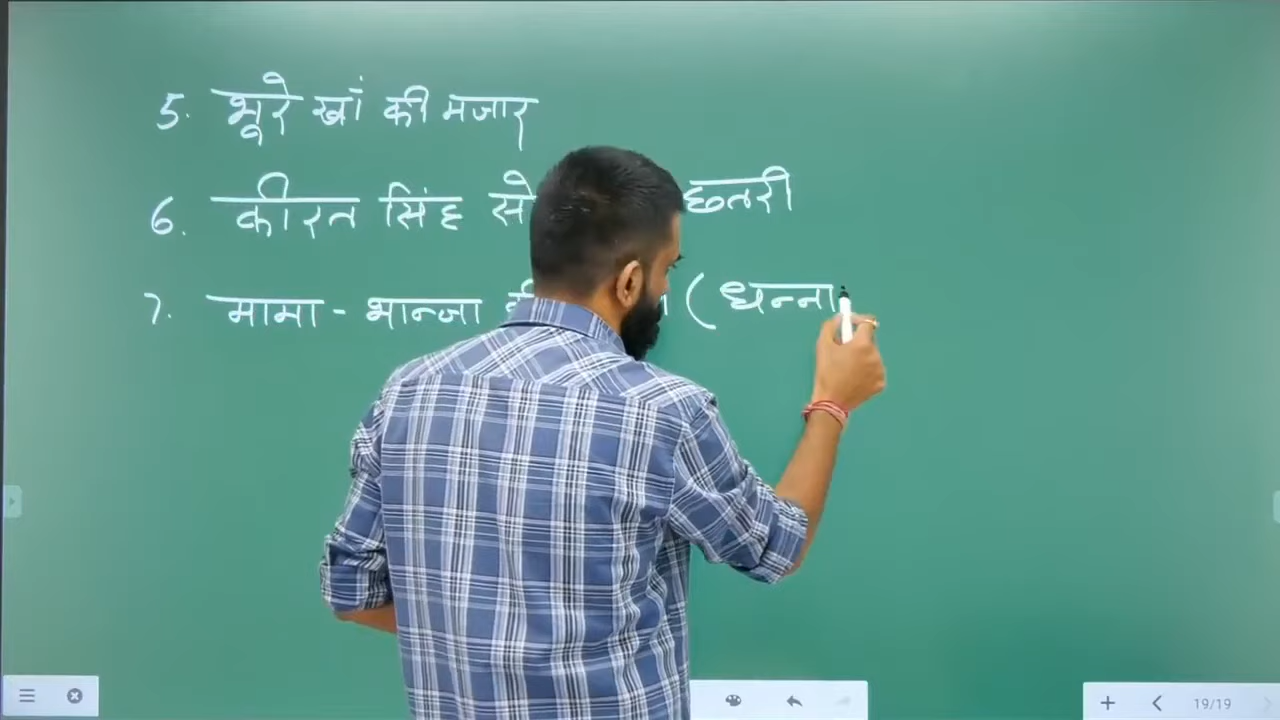 5. भूरे खां की मजार
6. कीरत सिंह छतरी
7. मामा - भान्जा (धन्ना
19/19